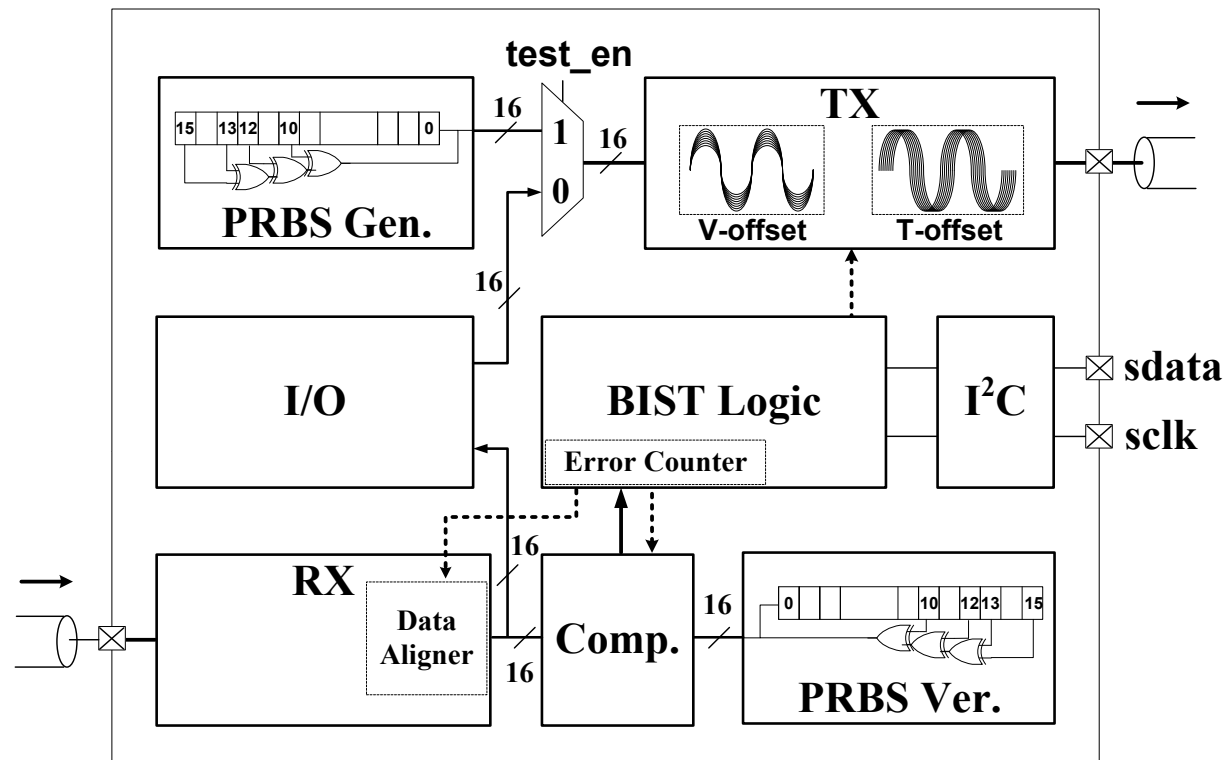 test_en
16
15 13 12 10 0
PRBS Gen.
1
0
16
TX
V-offset
T-offset
16
I/O
BIST Logic
Error Counter
I²C
sdata
sclk
RX
Data
Aligner
16
16
Comp.
16
0 10 12 13 15
PRBS Ver.